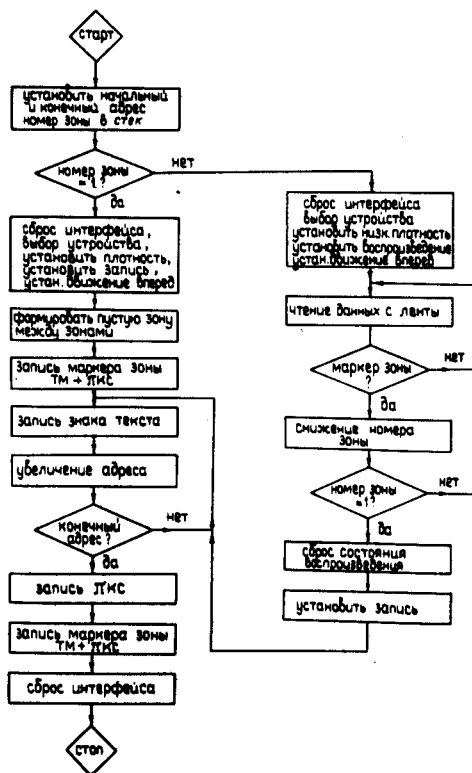 старт
установить начальный
и конечный адрес
номер зоны в стек
номер зоны
=1?
нет
да
сброс интерфейса,
выбор устройства,
установить плотность,
установить запись,
устан. движение вперед
формировать пустую зону
между зонами
запись маркера зоны
ТМ + ПКС
запись знака текста
увеличение адреса
конечный
адрес?
нет
да
запись ПКС
запись маркера зоны
ТМ+ПКС
сброс интерфейса
стоп
сброс интерфейса
выбор устройства
установить низк. плотность
установить воспроизведение
устан. движение вперед
чтение данных с ленты
маркер зоны
?
нет
да
снижение номера
зоны
номер зоны
=1?
нет
да
сброс состояния
воспроизведения
установить запись